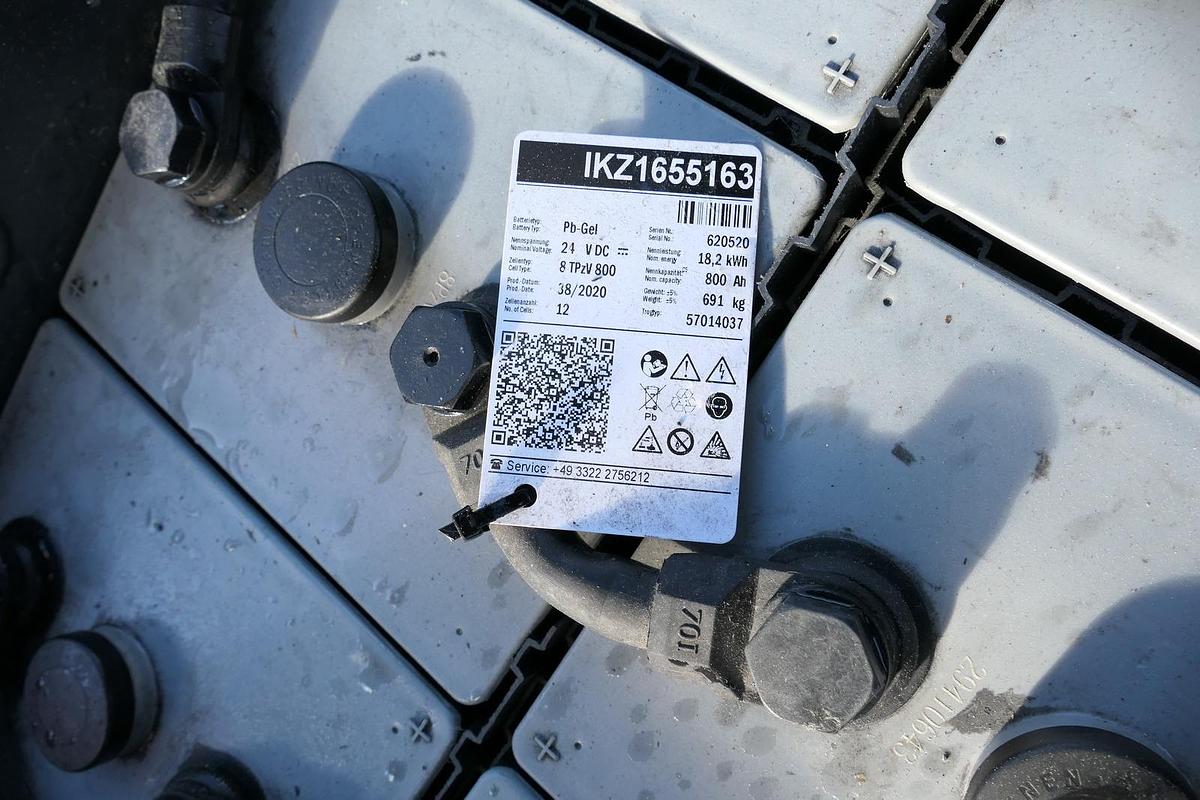 IKZ1655163
Batterietyp:
Battery Typ: Pb-Gel
Serien Nr.:
Serial No.: 620520
Nennspannung:
Nominal Voltage: 24 V DC
Nennleistung:
Nom. energy 18,2 kWh
Zellentyp:
Cell Type: 8 TPzV 800
Nennkapazität C5
Nom. capacity: 800 Ah
Prod.-Datum:
Prod.-Date: 38/2020
Gewicht: ±5%
Weight: ±5% 691 kg
Zellenanzahl:
No. of Cells: 12
Trogtyp: 57014037
Pb
Service: +49 3322 2756212
70
70I
29410643